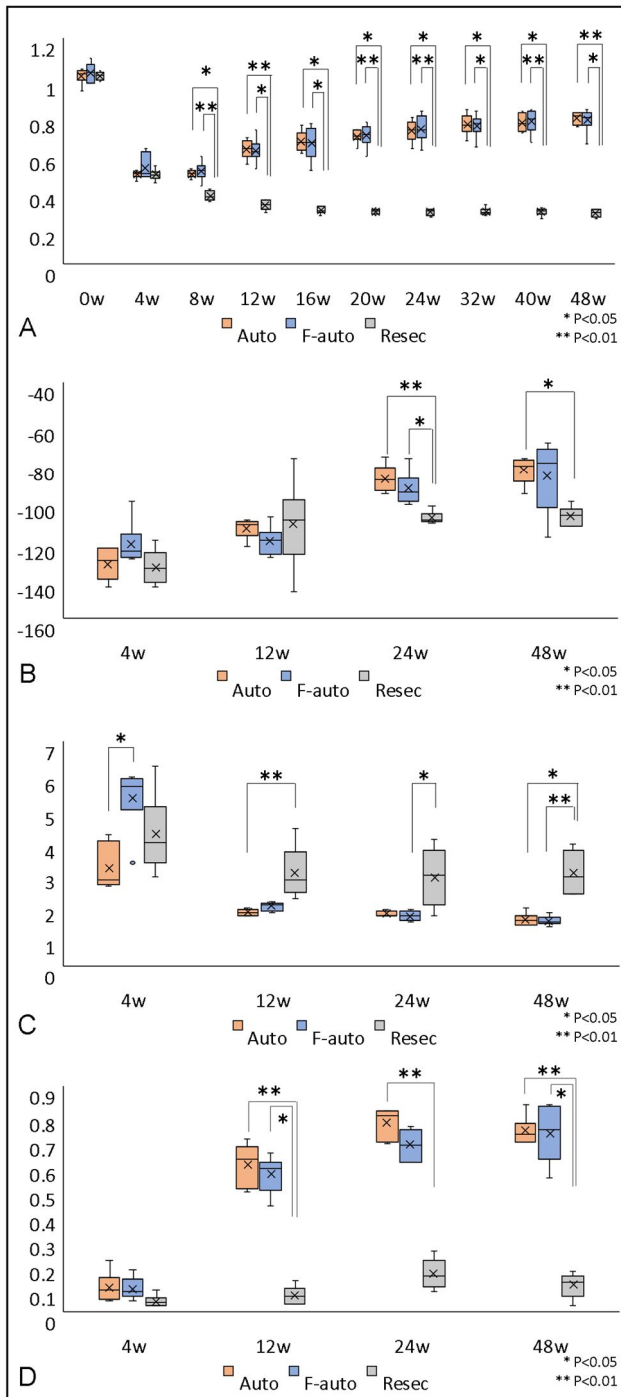 1.2
1
0.8
0.6
0.4
0.2
0
* **
* ** * * * * * *
** * * ** ** * ** *
0w 4w 8w 12w 16w 20w 24w 32w 40w 48w
A
Auto F-auto Resec
* P<0.05
** P<0.01
-40
-60
-80
-100
-120
-140
-160
** *
*
4w 12w 24w 48w
B
Auto F-auto Resec
* P<0.05
** P<0.01
7
6
5
4
3
2
1
0
* ** * *
**
4w 12w 24w 48w
C
Auto F-auto Resec
* P<0.05
** P<0.01
0.9
0.8
0.7
0.6
0.5
0.4
0.3
0.2
0.1
0
** ** **
* *
4w 12w 24w 48w
D
Auto F-auto Resec
* P<0.05
** P<0.01